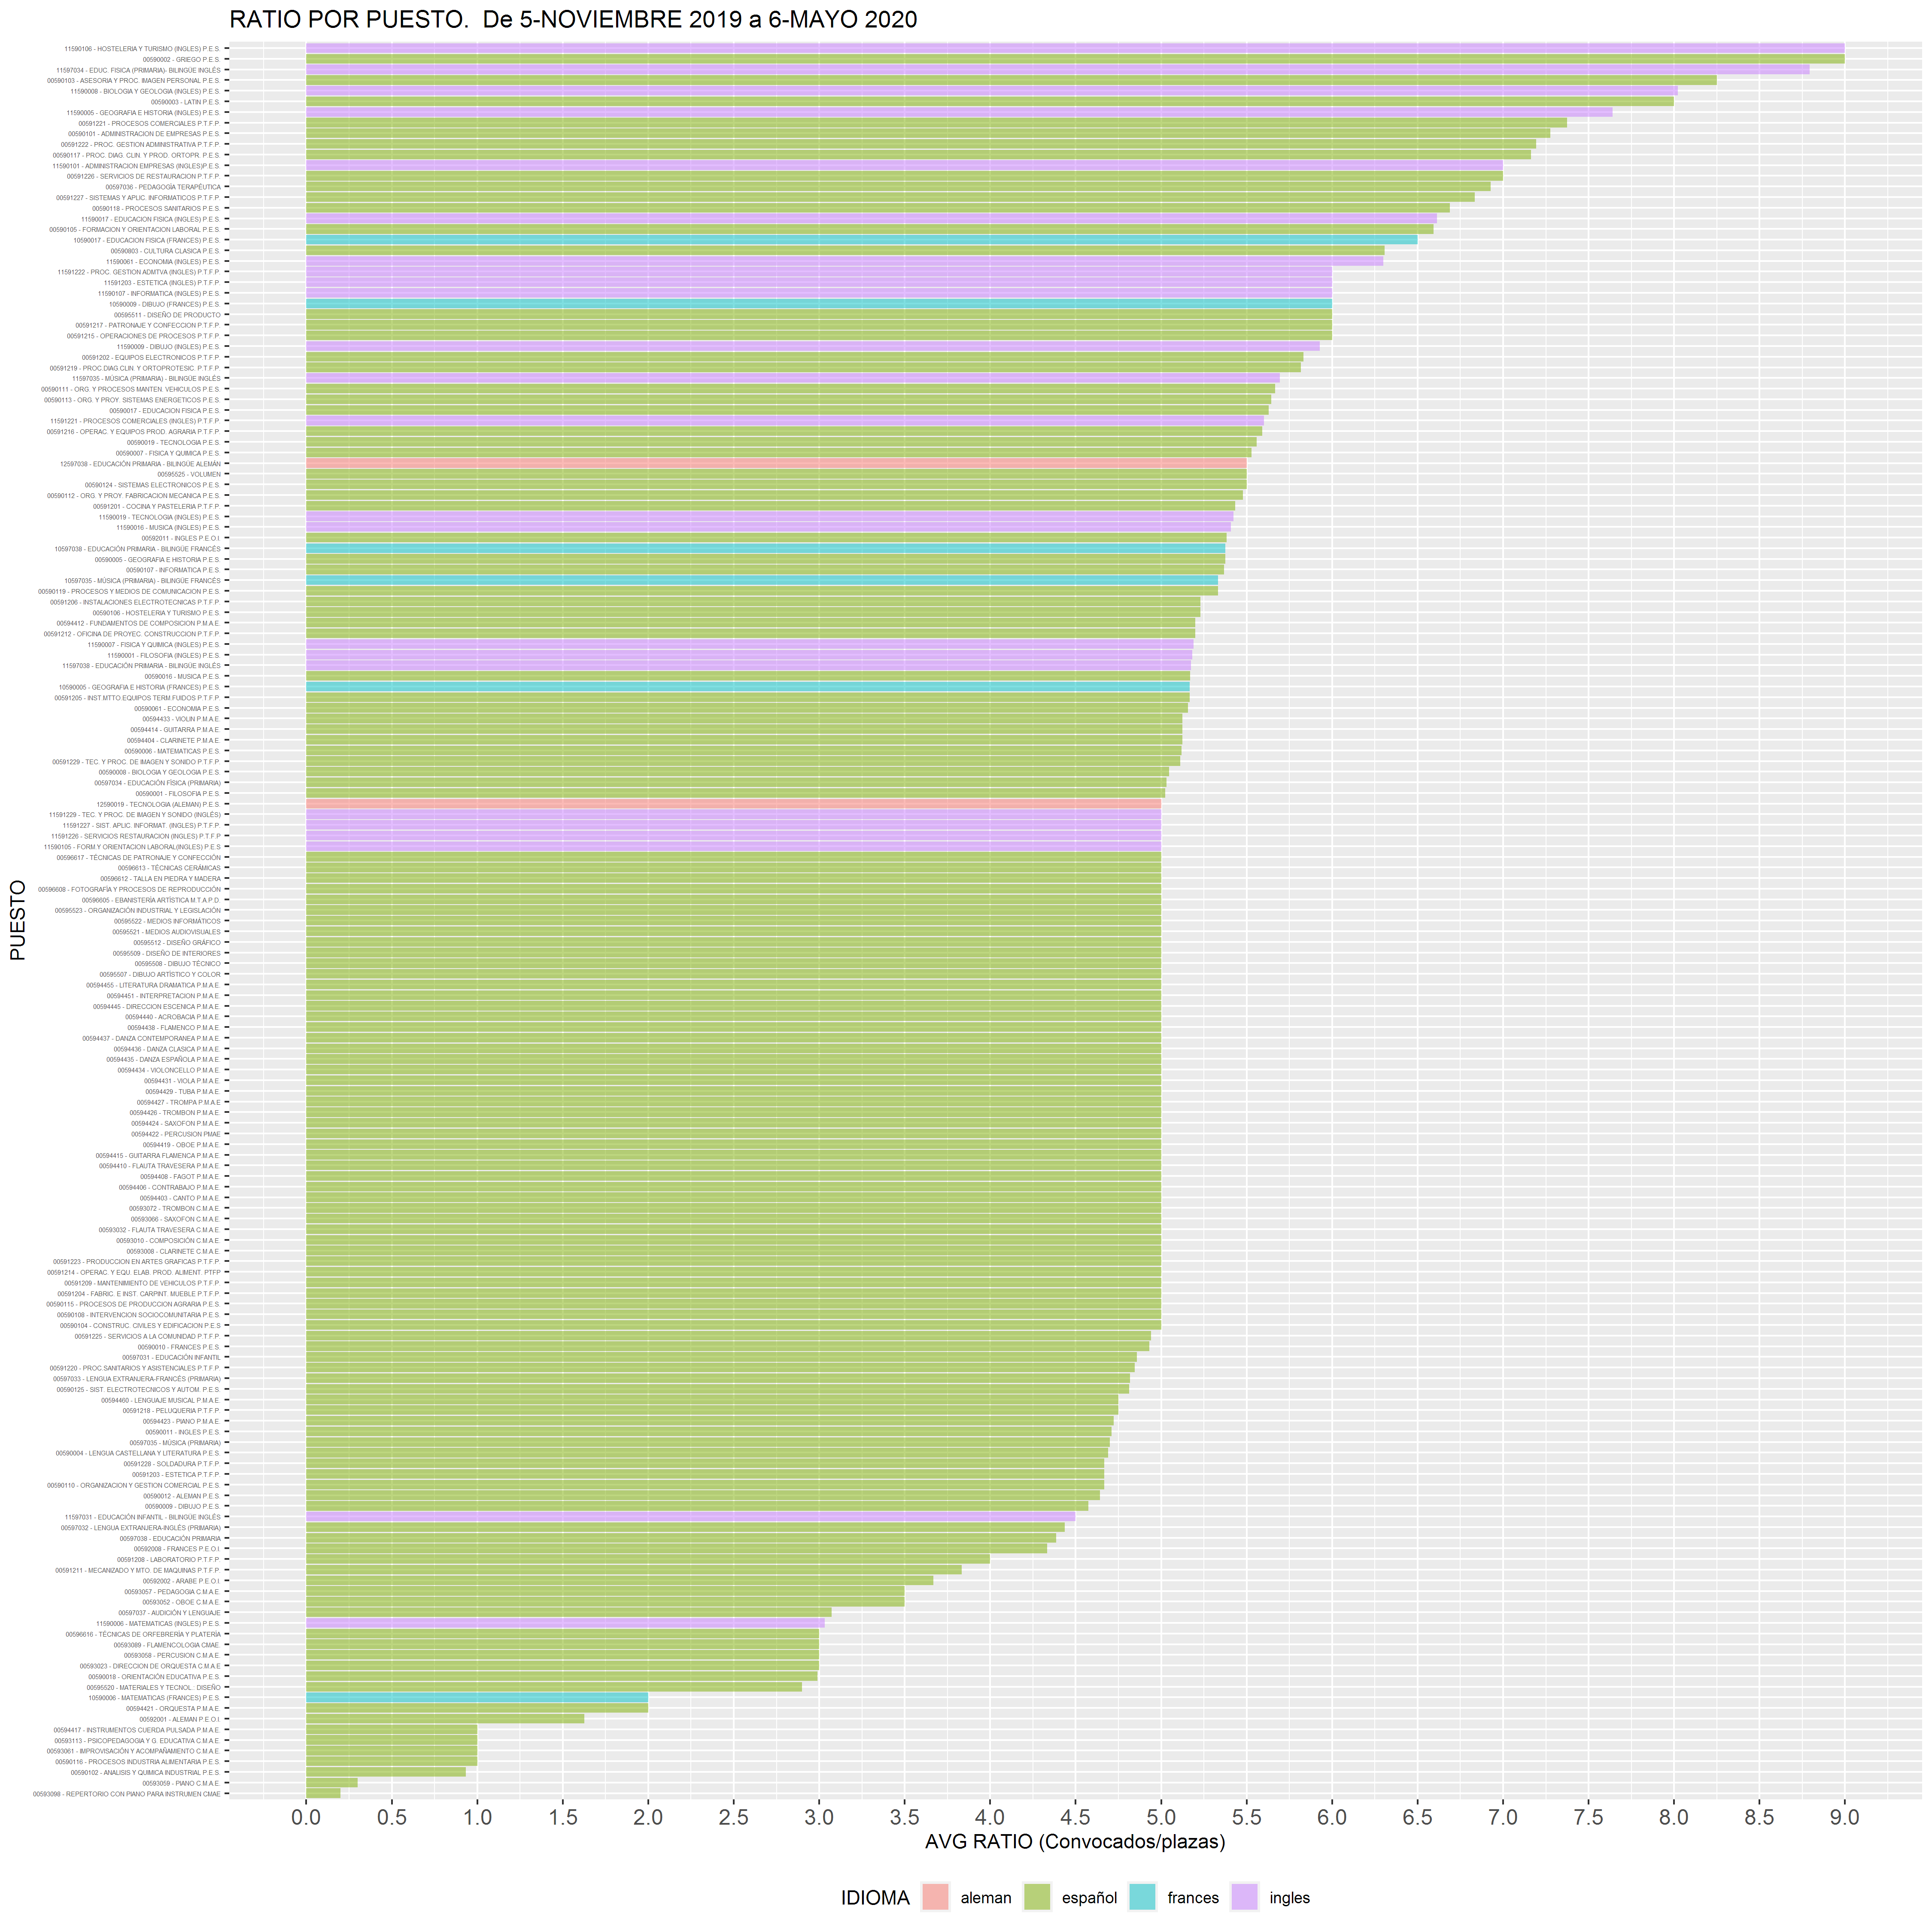 RATIO POR PUESTO.  De 5-NOVIEMBRE 2019 a 6-MAYO 2020
11590106 - HOSTELERIA Y TURISMO (INGLES) P.E.S.
00590002 - GRIEGO P.E.S.
11597034 - EDUC. FISICA (PRIMARIA)- BILINGÜE INGLÉS
00590103 - ASESORIA Y PROC. IMAGEN PERSONAL P.E.S.
11590008 - BIOLOGIA Y GEOLOGIA (INGLES) P.E.S.
00590003 - LATIN P.E.S.
11590005 - GEOGRAFIA E HISTORIA (INGLES) P.E.S.
00591221 - PROCESOS COMERCIALES P.T.F.P.
00590101 - ADMINISTRACION DE EMPRESAS P.E.S.
00591222 - PROC. GESTION ADMINISTRATIVA P.T.F.P.
00590117 - PROC. DIAG. CLIN. Y PROD. ORTOPR. P.E.S.
11590101 - ADMINISTRACION EMPRESAS (INGLES)P.E.S.
00591226 - SERVICIOS DE RESTAURACION P.T.F.P.
00597036 - PEDAGOGÍA TERAPÉUTICA
00591227 - SISTEMAS Y APLIC. INFORMATICOS P.T.F.P.
00590118 - PROCESOS SANITARIOS P.E.S.
11590017 - EDUCACION FISICA (INGLES) P.E.S.
00590105 - FORMACION Y ORIENTACION LABORAL P.E.S.
10590017 - EDUCACION FISICA (FRANCES) P.E.S.
00590803 - CULTURA CLASICA P.E.S.
11590061 - ECONOMIA (INGLES) P.E.S.
11591222 - PROC. GESTION ADMTVA (INGLES) P.T.F.P.
11591203 - ESTETICA (INGLES) P.T.F.P.
11590107 - INFORMATICA (INGLES) P.E.S.
10590009 - DIBUJO (FRANCES) P.E.S.
00595511 - DISEÑO DE PRODUCTO
00591217 - PATRONAJE Y CONFECCION P.T.F.P.
00591215 - OPERACIONES DE PROCESOS P.T.F.P.
11590009 - DIBUJO (INGLES) P.E.S.
00591202 - EQUIPOS ELECTRONICOS P.T.F.P.
00591219 - PROC.DIAG CLIN. Y ORTOPROTESIC. P.T.F.P.
11597035 - MÚSICA (PRIMARIA) - BILINGÜE INGLÉS
00590111 - ORG. Y PROCESOS MANTEN. VEHICULOS P.E.S.
00590113 - ORG. Y PROY. SISTEMAS ENERGETICOS P.E.S.
00590017 - EDUCACION FISICA P.E.S.
11591221 - PROCESOS COMERCIALES (INGLES) P.T.F.P.
00591216 - OPERAC. Y EQUIPOS PROD. AGRARIA P.T.F.P.
00590019 - TECNOLOGIA P.E.S.
00590007 - FISICA Y QUIMICA P.E.S.
12597038 - EDUCACIÓN PRIMARIA - BILINGÜE ALEMÁN
00595525 - VOLUMEN
00590124 - SISTEMAS ELECTRONICOS P.E.S.
00590112 - ORG. Y PROY. FABRICACION MECANICA P.E.S.
00591201 - COCINA Y PASTELERIA P.T.F.P.
11590019 - TECNOLOGIA (INGLES) P.E.S.
11590016 - MUSICA (INGLES) P.E.S.
00592011 - INGLES P.E.O.I.
10597038 - EDUCACIÓN PRIMARIA - BILINGÜE FRANCÉS
00590005 - GEOGRAFIA E HISTORIA P.E.S.
00590107 - INFORMATICA P.E.S.
10597035 - MÚSICA (PRIMARIA) - BILINGÜE FRANCÉS
00590119 - PROCESOS Y MEDIOS DE COMUNICACION P.E.S.
00591206 - INSTALACIONES ELECTROTECNICAS P.T.F.P.
00590106 - HOSTELERIA Y TURISMO P.E.S.
00594412 - FUNDAMENTOS DE COMPOSICION P.M.A.E.
00591212 - OFICINA DE PROYEC. CONSTRUCCION P.T.F.P.
11590007 - FISICA Y QUIMICA (INGLES) P.E.S.
11590001 - FILOSOFIA (INGLES) P.E.S.
11597038 - EDUCACIÓN PRIMARIA - BILINGÜE INGLÉS
00590016 - MUSICA P.E.S.
10590005 - GEOGRAFIA E HISTORIA (FRANCES) P.E.S.
00591205 - INST.MTTO EQUIPOS TERM.FUIDOS P.T.F.P.
00590061 - ECONOMIA P.E.S.
00594433 - VIOLIN P.M.A.E.
00594414 - GUITARRA P.M.A.E.
00594404 - CLARINETE P.M.A.E.
00590006 - MATEMATICAS P.E.S.
00591229 - TEC. Y PROC. DE IMAGEN Y SONIDO P.T.F.P.
00590008 - BIOLOGIA Y GEOLOGIA P.E.S.
00597034 - EDUCACIÓN FÍSICA (PRIMARIA)
00590001 - FILOSOFIA P.E.S.
12590019 - TECNOLOGIA (ALEMAN) P.E.S.
11591229 - TEC. Y PROC. DE IMAGEN Y SONIDO (INGLÉS)
11591227 - SIST. APLIC. INFORMAT. (INGLES) P.T.F.P.
11591226 - SERVICIOS RESTAURACION (INGLES) P.T.F.P
11590105 - FORM.Y ORIENTACION LABORAL(INGLES) P.E.S
00596617 - TÉCNICAS DE PATRONAJE Y CONFECCIÓN
00596613 - TÉCNICAS CERÁMICAS
00596612 - TALLA EN PIEDRA Y MADERA
00596608 - FOTOGRAFÍA Y PROCESOS DE REPRODUCCIÓN
00596605 - EBANISTERÍA ARTÍSTICA M.T.A.P.D.
00595523 - ORGANIZACIÓN INDUSTRIAL Y LEGISLACIÓN
00595522 - MEDIOS INFORMÁTICOS
00595521 - MEDIOS AUDIOVISUALES
00595512 - DISEÑO GRÁFICO
00595509 - DISEÑO DE INTERIORES
00595508 - DIBUJO TÉCNICO
00595507 - DIBUJO ARTÍSTICO Y COLOR
00594455 - LITERATURA DRAMATICA P.M.A.E.
00594451 - INTERPRETACION P.M.A.E.
00594445 - DIRECCION ESCENICA P.M.A.E.
00594440 - ACROBACIA P.M.A.E.
00594438 - FLAMENCO P.M.A.E.
00594437 - DANZA CONTEMPORANEA P.M.A.E.
00594436 - DANZA CLASICA P.M.A.E.
00594435 - DANZA ESPAÑOLA P.M.A.E.
00594434 - VIOLONCELLO P.M.A.E.
00594431 - VIOLA P.M.A.E.
00594429 - TUBA P.M.A.E.
00594427 - TROMPA P.M.A.E
00594426 - TROMBON P.M.A.E.
00594424 - SAXOFON P.M.A.E.
00594422 - PERCUSION PMAE
00594419 - OBOE P.M.A.E.
00594415 - GUITARRA FLAMENCA P.M.A.E.
00594410 - FLAUTA TRAVESERA P.M.A.E.
00594408 - FAGOT P.M.A.E.
00594406 - CONTRABAJO P.M.A.E.
00594403 - CANTO P.M.A.E.
00593072 - TROMBON C.M.A.E.
00593066 - SAXOFON C.M.A.E.
00593032 - FLAUTA TRAVESERA C.M.A.E.
00593010 - COMPOSICIÓN C.M.A.E.
00593008 - CLARINETE C.M.A.E.
00591223 - PRODUCCION EN ARTES GRAFICAS P.T.F.P.
00591214 - OPERAC. Y EQU. ELAB. PROD. ALIMENT. PTFP
00591209 - MANTENIMIENTO DE VEHICULOS P.T.F.P.
00591204 - FABRIC. E INST. CARPINT. MUEBLE P.T.F.P.
00590115 - PROCESOS DE PRODUCCION AGRARIA P.E.S.
00590108 - INTERVENCION SOCIOCOMUNITARIA P.E.S.
00590104 - CONSTRUC. CIVILES Y EDIFICACION P.E.S
00591225 - SERVICIOS A LA COMUNIDAD P.T.F.P.
00590010 - FRANCES P.E.S.
00597031 - EDUCACIÓN INFANTIL
00591220 - PROC.SANITARIOS Y ASISTENCIALES P.T.F.P.
00597033 - LENGUA EXTRANJERA-FRANCÉS (PRIMARIA)
00590125 - SIST. ELECTROTECNICOS Y AUTOM. P.E.S.
00594460 - LENGUAJE MUSICAL P.M.A.E.
00591218 - PELUQUERIA P.T.F.P.
00594423 - PIANO P.M.A.E.
00590011 - INGLES P.E.S.
00597035 - MÚSICA (PRIMARIA)
00590004 - LENGUA CASTELLANA Y LITERATURA P.E.S.
00591228 - SOLDADURA P.T.F.P.
00591203 - ESTETICA P.T.F.P.
00590110 - ORGANIZACION Y GESTION COMERCIAL P.E.S.
00590012 - ALEMAN P.E.S.
00590009 - DIBUJO P.E.S.
11597031 - EDUCACIÓN INFANTIL - BILINGÜE INGLÉS
00597032 - LENGUA EXTRANJERA-INGLÉS (PRIMARIA)
00597038 - EDUCACIÓN PRIMARIA
00592008 - FRANCES P.E.O.I.
00591208 - LABORATORIO P.T.F.P.
00591211 - MECANIZADO Y MTO. DE MAQUINAS P.T.F.P.
00592002 - ARABE P.E.O.I.
00593057 - PEDAGOGIA C.M.A.E.
00593052 - OBOE C.M.A.E.
00597037 - AUDICIÓN Y LENGUAJE
11590006 - MATEMATICAS (INGLES) P.E.S.
00596616 - TÉCNICAS DE ORFEBRERÍA Y PLATERÍA
00593089 - FLAMENCOLOGIA CMAE.
00593058 - PERCUSION C.M.A.E.
00593023 - DIRECCION DE ORQUESTA C.M.A.E
00590018 - ORIENTACIÓN EDUCATIVA P.E.S.
00595520 - MATERIALES Y TECNOL.: DISEÑO
10590006 - MATEMATICAS (FRANCES) P.E.S.
00594421 - ORQUESTA P.M.A.E.
00592001 - ALEMAN P.E.O.I.
00594417 - INSTRUMENTOS CUERDA PULSADA P.M.A.E.
00593113 - PSICOPEDAGOGIA Y G. EDUCATIVA C.M.A.E.
00593061 - IMPROVISACIÓN Y ACOMPAÑAMIENTO C.M.A.E.
00590116 - PROCESOS INDUSTRIA ALIMENTARIA P.E.S.
00590102 - ANALISIS Y QUIMICA INDUSTRIAL P.E.S.
00593059 - PIANO C.M.A.E.
00593098 - REPERTORIO CON PIANO PARA INSTRUMEN CMAE
PUESTO
0.0 0.5 1.0 1.5 2.0 2.5 3.0 3.5 4.0 4.5 5.0 5.5 6.0 6.5 7.0 7.5 8.0 8.5 9.0
AVG RATIO (Convocados/plazas)
IDIOMA aleman español frances ingles